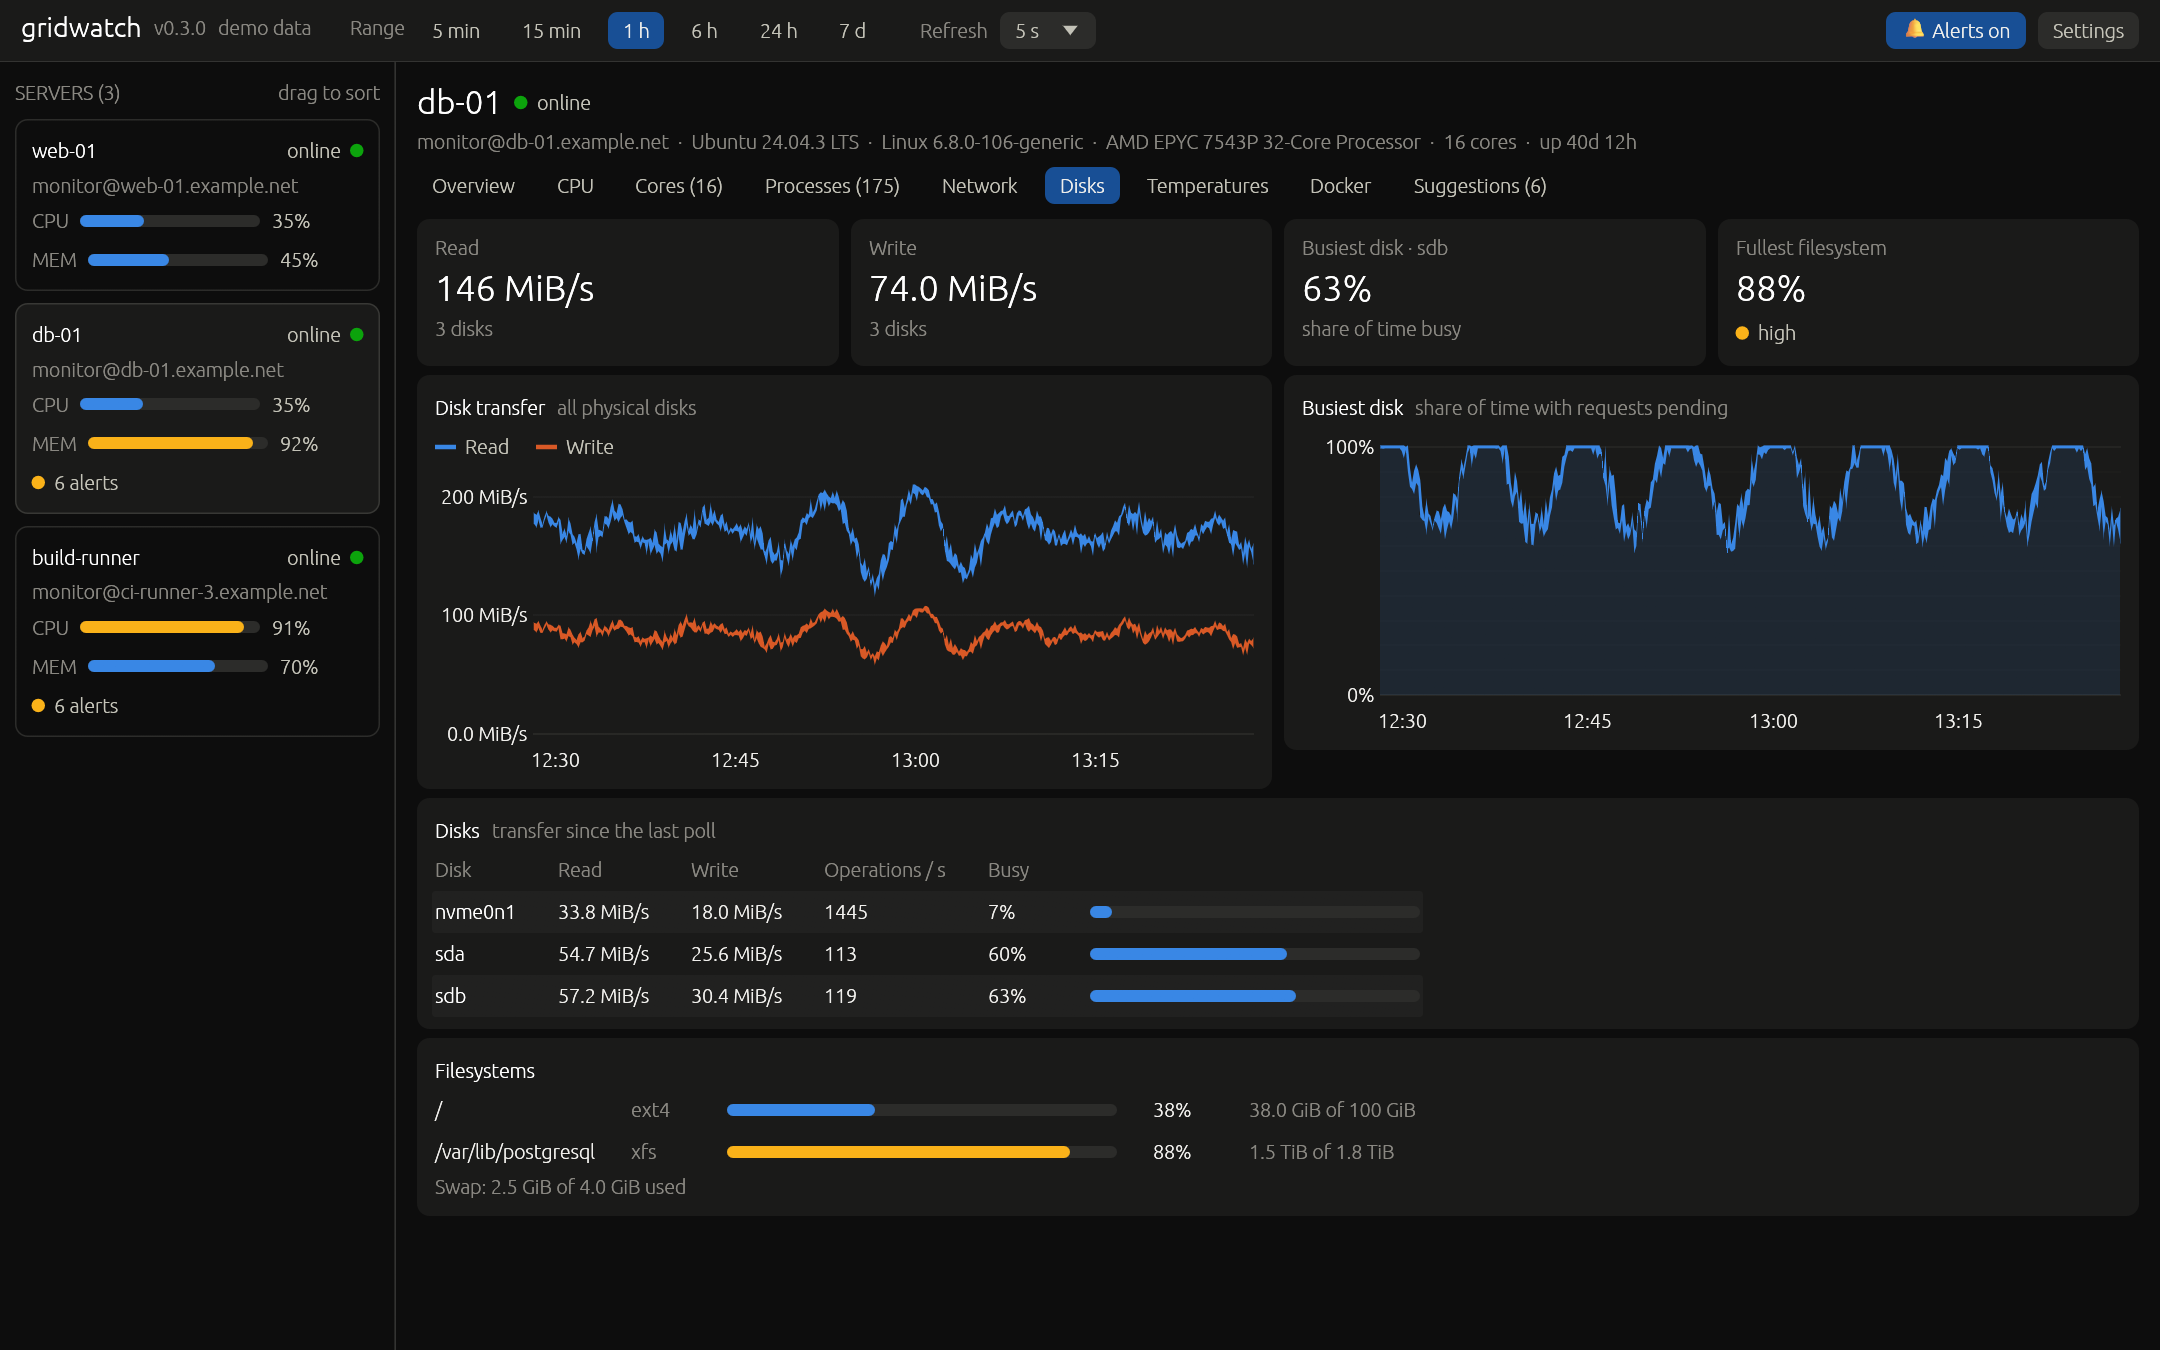 gridwatch v0.3.0 demo data Range 5 min 15 min 1 h 6 h 24 h 7 d Refresh 5 s Alerts on Settings
SERVERS (3) drag to sort
web-01 online
monitor@web-01.example.net
CPU 35%
MEM 45%
db-01 online
monitor@db-01.example.net
CPU 35%
MEM 92%
6 alerts
build-runner online
monitor@ci-runner-3.example.net
CPU 91%
MEM 70%
6 alerts
db-01 online
monitor@db-01.example.net · Ubuntu 24.04.3 LTS · Linux 6.8.0-106-generic · AMD EPYC 7543P 32-Core Processor · 16 cores · up 40d 12h
Overview CPU Cores (16) Processes (175) Network Disks Temperatures Docker Suggestions (6)
Read
146 MiB/s
3 disks
Write
74.0 MiB/s
3 disks
Busiest disk · sdb
63%
share of time busy
Fullest filesystem
88%
high
Disk transfer all physical disks
Read Write
200 MiB/s
100 MiB/s
0.0 MiB/s
12:30 12:45 13:00 13:15
Busiest disk share of time with requests pending
100%
0%
12:30 12:45 13:00 13:15
Disks transfer since the last poll
Disk Read Write Operations / s Busy
nvme0n1 33.8 MiB/s 18.0 MiB/s 1445 7%
sda 54.7 MiB/s 25.6 MiB/s 113 60%
sdb 57.2 MiB/s 30.4 MiB/s 119 63%
Filesystems
/ ext4 38% 38.0 GiB of 100 GiB
/var/lib/postgresql xfs 88% 1.5 TiB of 1.8 TiB
Swap: 2.5 GiB of 4.0 GiB used